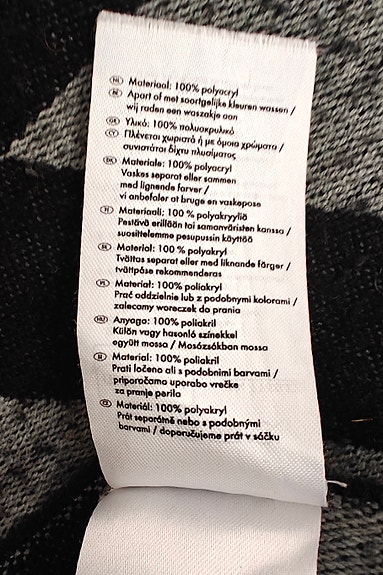 NL Materiaal: 100% polyacryl
Apart of met soortgelijke kleuren wassen /
wij raden een waszakje aan
GR Υλικό: 100% πολυακρυλικό
CY Πλένεται χωριστά ή με όμοια χρώματα /
συνιστάται δίχτυ πλυσίματος
DK Materiale: 100% polyacryl
Vaskes separat eller sammen
med lignende farver /
vi anbefaler at bruge en vaskepose
FI Materiaali: 100 % polyakryyliä
Pestävä erillään tai samanväristen kanssa /
suosittelemme pesupussin käyttöä
SE Material: 100 % polyakryl
Tvättas separat eller med liknande färger /
tvättpåse rekommenderas
PL Materiał: 100% poliakryl
Prać oddzielnie lub z podobnymi kolorami /
zalecamy woreczek do prania
HU Anyaga: 100% poliakril
Külön vagy hasonló színekkel
együtt mossa / Mosózsákban mossa
SI Material: 100% poliakril
Prati ločeno ali s podobnimi barvami /
priporočamo uporabo vrečke
za pranje perila
CZ Materiál: 100% polyakryl
Prát separátně nebo s podobnými
barvami / doporučujeme prát v sáčku